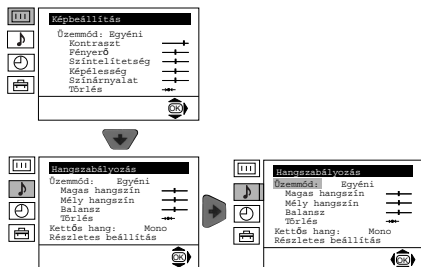 Képbeállítás
Üzemmód: Egyéni
Kontraszt
Fényerő
Színtelítetség
Képélesség
Színárnyalat
Törlés
OK
Hangszabályozás
Üzemmód: Egyéni
Magas hangszín
Mély hangszín
Balansz
Törlés
Kettős hang: Mono
Részletes beállítás
OK
Hangszabályozás
Üzemmód: Egyéni
Magas hangszín
Mély hangszín
Balansz
Törlés
Kettős hang: Mono
Részletes beállítás
OK